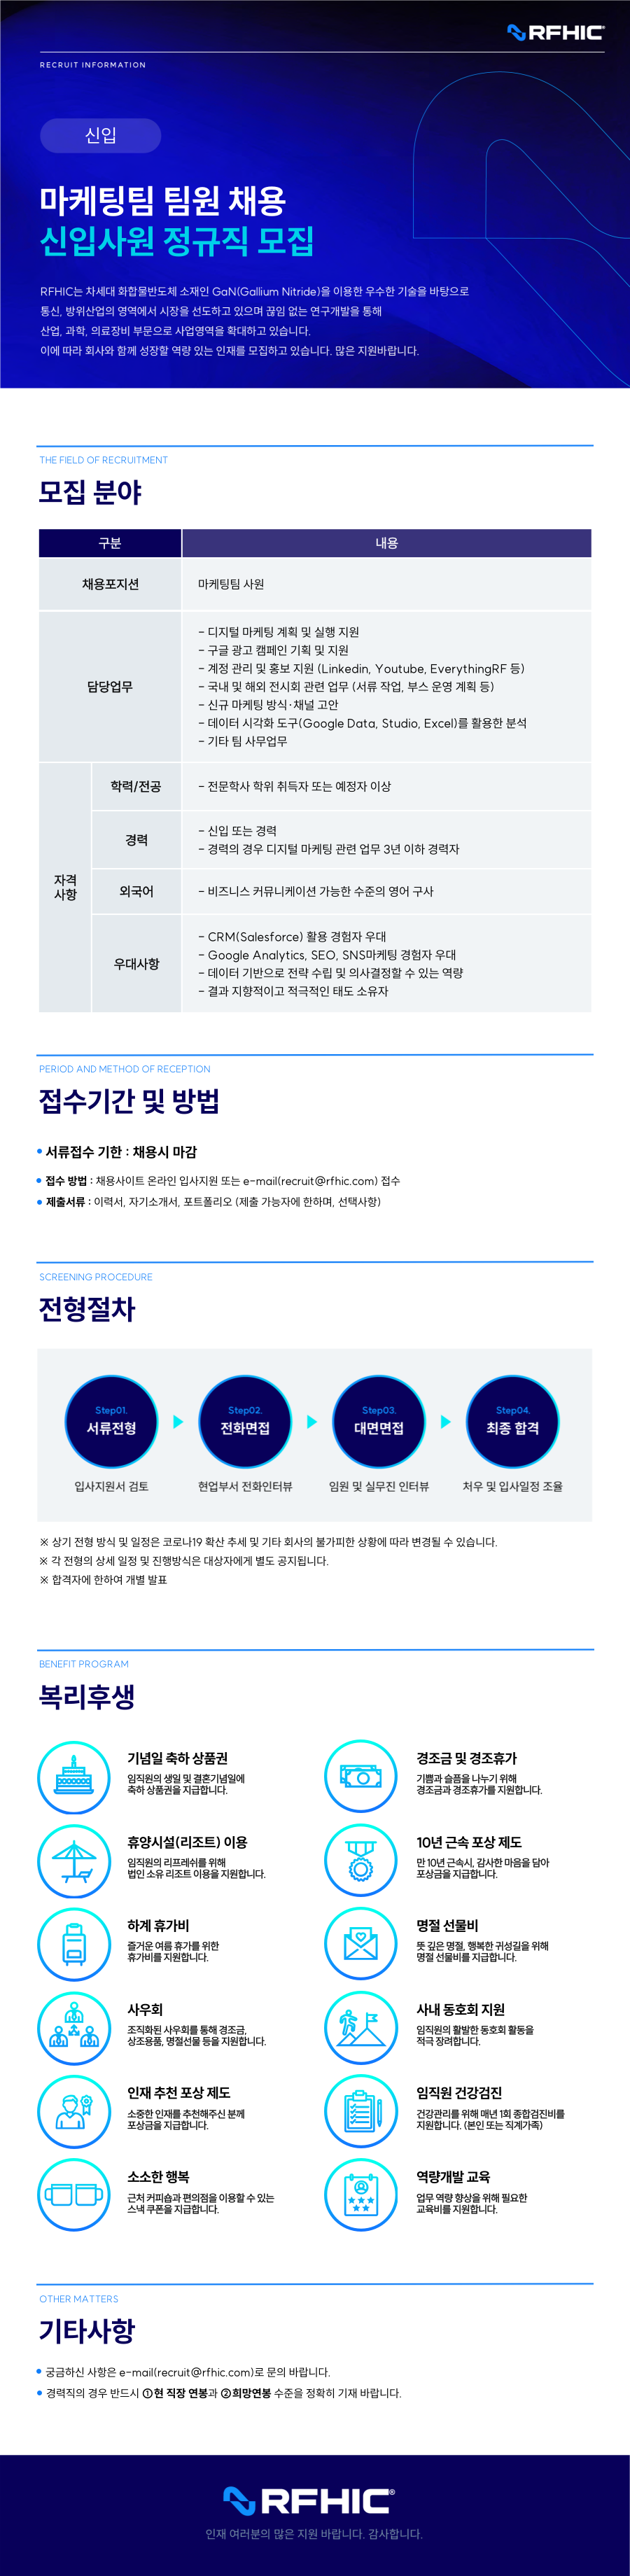 RFHIC®
RECRUIT INFORMATION
신입
마케팅팀 팀원 채용
신입사원 정규직 모집
RFHIC는 차세대 화합물반도체 소재인 GaN(Gallium Nitride)을 이용한 우수한 기술을 바탕으로
통신, 방위산업의 영역에서 시장을 선도하고 있으며 끊임 없는 연구개발을 통해
산업, 과학, 의료장비 부문으로 사업영역을 확대하고 있습니다.
이에 따라 회사와 함께 성장할 역량 있는 인재를 모집하고 있습니다. 많은 지원바랍니다.
THE FIELD OF RECRUITMENT
모집 분야
구분 내용
채용포지션 마케팅팀 사원
담당업무
- 디지털 마케팅 계획 및 실행 지원
- 구글 광고 캠페인 기획 및 지원
- 계정 관리 및 홍보 지원 (Linkedin, Youtube, EverythingRF 등)
- 국내 및 해외 전시회 관련 업무 (서류 작업, 부스 운영 계획 등)
- 신규 마케팅 방식·채널 고안
- 데이터 시각화 도구(Google Data, Studio, Excel)를 활용한 분석
- 기타 팀 사무업무
자격
사항
학력/전공 - 전문학사 학위 취득자 또는 예정자 이상
경력
- 신입 또는 경력
- 경력의 경우 디지털 마케팅 관련 업무 3년 이하 경력자
외국어 - 비즈니스 커뮤니케이션 가능한 수준의 영어 구사
우대사항
- CRM(Salesforce) 활용 경험자 우대
- Google Analytics, SEO, SNS마케팅 경험자 우대
- 데이터 기반으로 전략 수립 및 의사결정할 수 있는 역량
- 결과 지향적이고 적극적인 태도 소유자
PERIOD AND METHOD OF RECEPTION
접수기간 및 방법
• 서류접수 기한 : 채용시 마감
• 접수 방법 : 채용사이트 온라인 입사지원 또는 e-mail(recruit@rfhic.com) 접수
• 제출서류 : 이력서, 자기소개서, 포트폴리오 (제출 가능자에 한하며, 선택사항)
SCREENING PROCEDURE
전형절차
Step01.
서류전형
입사지원서 검토
Step02.
전화면접
현업부서 전화인터뷰
Step03.
대면면접
임원 및 실무진 인터뷰
Step04.
최종 합격
처우 및 입사일정 조율
※ 상기 전형 방식 및 일정은 코로나19 확산 추세 및 기타 회사의 불가피한 상황에 따라 변경될 수 있습니다.
※ 각 전형의 상세 일정 및 진행방식은 대상자에게 별도 공지됩니다.
※ 합격자에 한하여 개별 발표
BENEFIT PROGRAM
복리후생
기념일 축하 상품권
임직원의 생일 및 결혼기념일에
축하 상품권을 지급합니다.
경조금 및 경조휴가
기쁨과 슬픔을 나누기 위해
경조금과 경조휴가를 지원합니다.
휴양시설(리조트) 이용
임직원의 리프레쉬를 위해
법인 소유 리조트 이용을 지원합니다.
10년 근속 포상 제도
만 10년 근속시, 감사한 마음을 담아
포상금을 지급합니다.
하계 휴가비
즐거운 여름 휴가를 위한
휴가비를 지원합니다.
명절 선물비
뜻 깊은 명절, 행복한 귀성길을 위해
명절 선물비를 지급합니다.
사우회
조직화된 사우회를 통해 경조금,
상조용품, 명절선물 등을 지원합니다.
사내 동호회 지원
임직원의 활발한 동호회 활동을
적극 장려합니다.
인재 추천 포상 제도
소중한 인재를 추천해주신 분께
포상금을 지급합니다.
임직원 건강검진
건강관리를 위해 매년 1회 종합검진비를
지원합니다. (본인 또는 직계가족)
소소한 행복
근처 커피숍과 편의점을 이용할 수 있는
스낵 쿠폰을 지급합니다.
역량개발 교육
업무 역량 향상을 위해 필요한
교육비를 지원합니다.
OTHER MATTERS
기타사항
• 궁금하신 사항은 e-mail(recruit@rfhic.com)로 문의 바랍니다.
• 경력직의 경우 반드시 ①현 직장 연봉과 ②희망연봉 수준을 정확히 기재 바랍니다.
RFHIC®
인재 여러분의 많은 지원 바랍니다. 감사합니다.